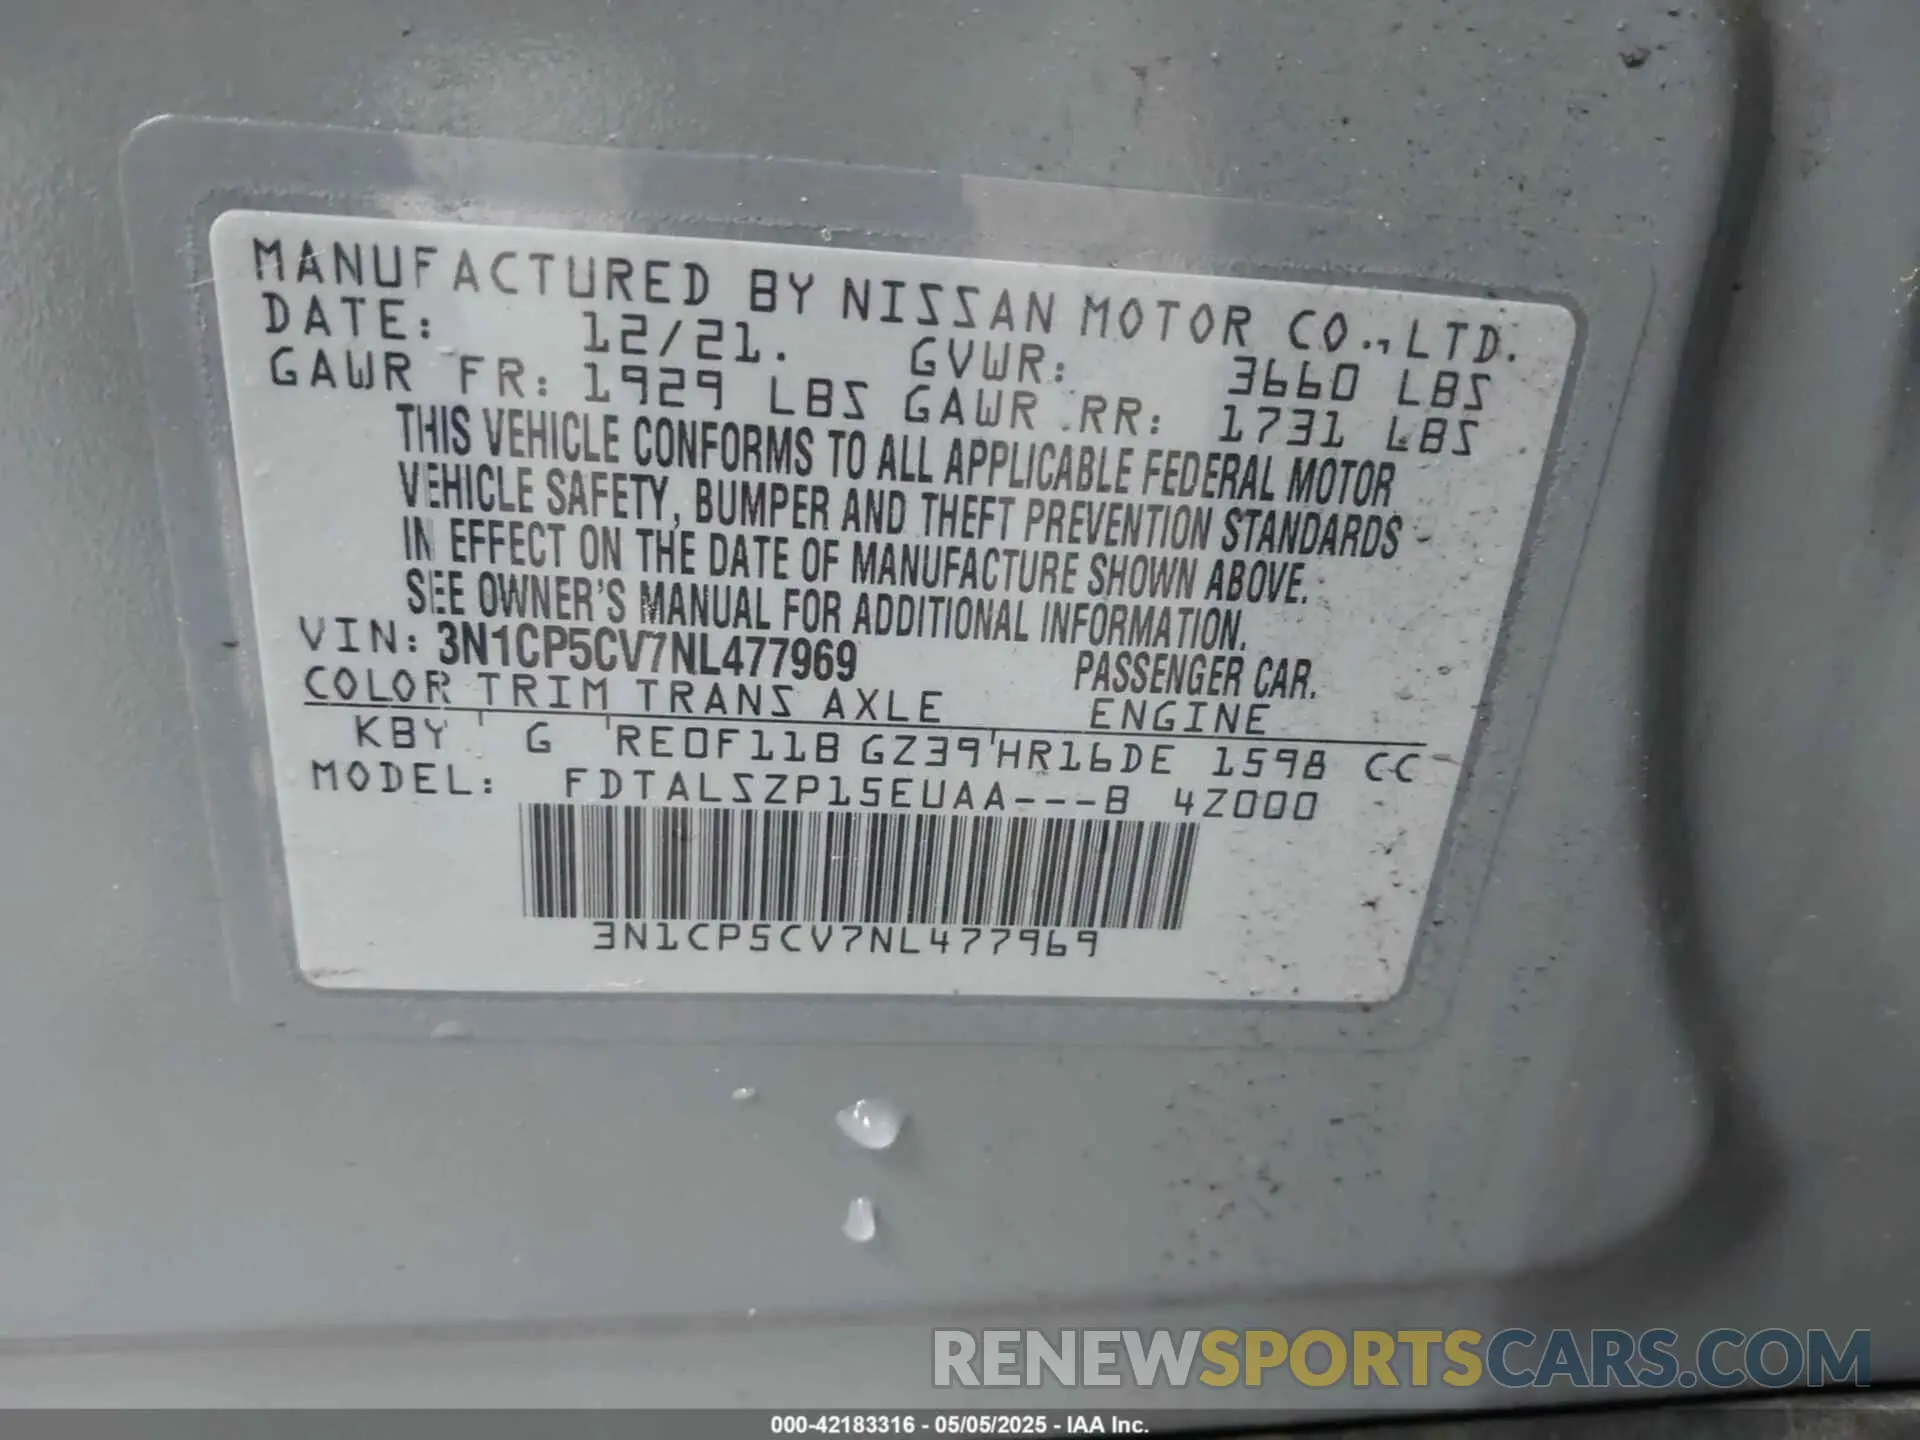 MANUFACTURED BY NISSAN MOTOR CO.,LTD.
DATE: 12/21. GVWR: 3660 LBS
GAWR FR: 1929 LBS GAWR RR: 1731 LBS
THIS VEHICLE CONFORMS TO ALL APPLICABLE FEDERAL MOTOR
VEHICLE SAFETY, BUMPER AND THEFT PREVENTION STANDARDS
IN EFFECT ON THE DATE OF MANUFACTURE SHOWN ABOVE.
SEE OWNER'S MANUAL FOR ADDITIONAL INFORMATION.
VIN: 3N1CP5CV7NL477969 PASSENGER CAR.
COLOR TRIM TRANS AXLE ENGINE
KBY G RE0F11B GZ39 HR16DE 1598 CC
MODEL: FDTALSZP15EUAA---B 4Z000
3N1CP5CV7NL477969
RENEWSPORTSCARS.COM
000-42183316 - 05/05/2025 - IAA Inc.